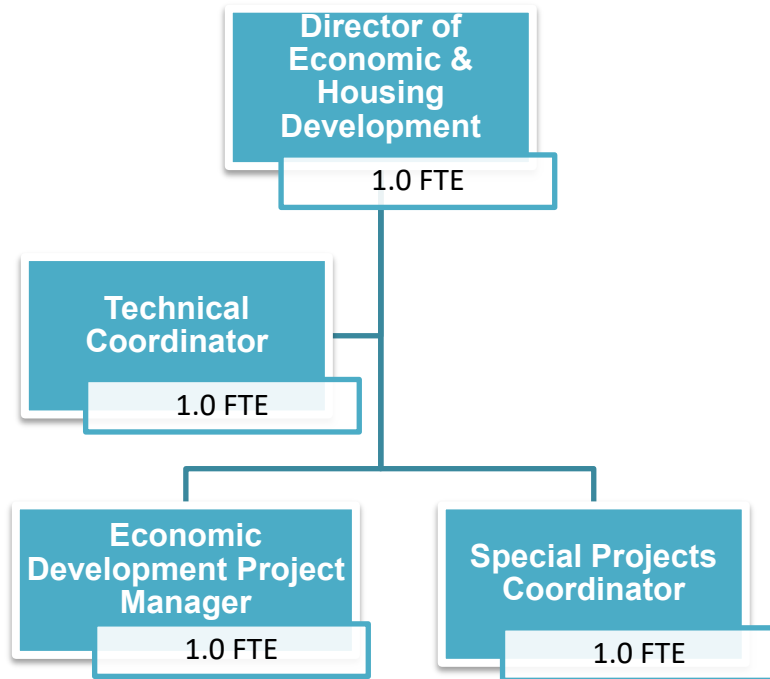 Director of
Economic &
Housing
Development
1.0 FTE
Technical
Coordinator
1.0 FTE
Economic
Development Project
Manager
1.0 FTE
Special Projects
Coordinator
1.0 FTE